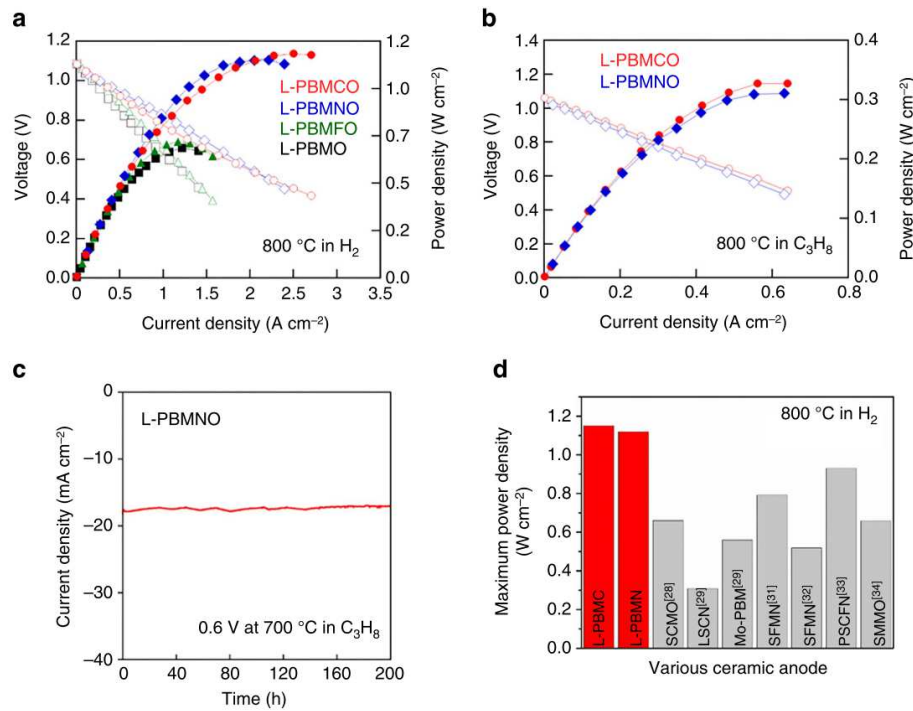 a
1.2
1.0
0.8
0.6
0.4
0.2
0.0
Voltage (V)
1.2
1.0
0.7
0.5
0.2
0.0
Power density (W cm⁻²)
L-PBMCO
L-PBMNO
L-PBMFO
L-PBMO
800 °C in H₂
0 0.5 1 1.5 2 2.5 3 3.5
Current density (A cm⁻²)
b
1.4
1.2
1.0
0.8
0.6
0.4
0.2
0.0
Voltage (V)
0.4
0.3
0.2
0.1
0.0
Power density (W cm⁻²)
L-PBMCO
L-PBMNO
800 °C in C₃H₈
0 0.2 0.4 0.6 0.8
Current density (A cm⁻²)
c
0
−10
−20
−30
−40
Current density (mA cm⁻²)
L-PBMNO
0.6 V at 700 °C in C₃H₈
0 40 80 120 160 200
Time (h)
d
1.2
1.0
0.8
0.6
0.4
0.2
0.0
Maximum power density
(W cm⁻²)
800 °C in H₂
L-PBMC
L-PBMN
SCMO[28]
LSCN[29]
Mo-PBM[29]
SFMN[31]
SFMN[32]
PSCFN[33]
SMMO[34]
Various ceramic anode